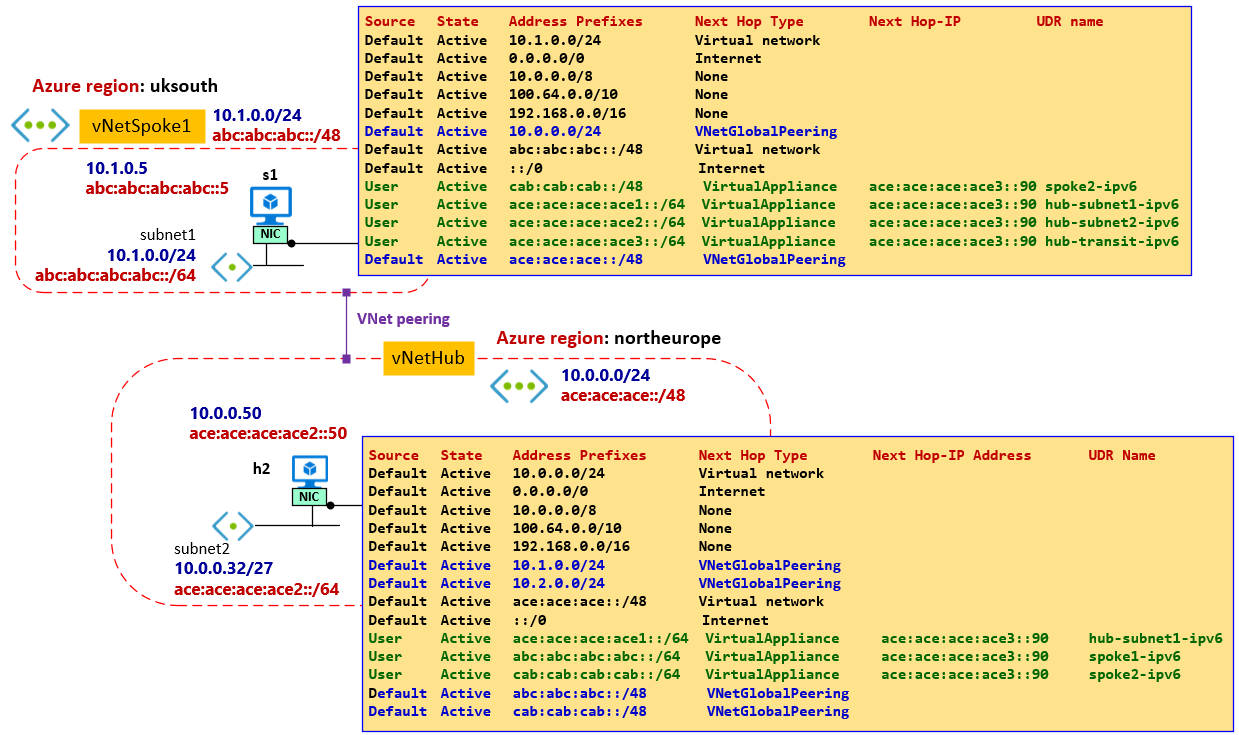 Source State Address Prefixes Next Hop Type Next Hop-IP UDR name
Default Active 10.1.0.0/24 Virtual network
Default Active 0.0.0.0/0 Internet
Default Active 10.0.0.0/8 None
Default Active 100.64.0.0/10 None
Default Active 192.168.0.0/16 None
Default Active 10.0.0.0/24 VNetGlobalPeering
Default Active abc:abc:abc::/48 Virtual network
Default Active ::/0 Internet
User Active cab:cab:cab::/48 VirtualAppliance ace:ace:ace:ace3::90 spoke2-ipv6
User Active ace:ace:ace:ace1::/64 VirtualAppliance ace:ace:ace:ace3::90 hub-subnet1-ipv6
User Active ace:ace:ace:ace2::/64 VirtualAppliance ace:ace:ace:ace3::90 hub-subnet2-ipv6
User Active ace:ace:ace:ace3::/64 VirtualAppliance ace:ace:ace:ace3::90 hub-transit-ipv6
Default Active ace:ace:ace::/48 VNetGlobalPeering
Azure region: uksouth
vNetSpoke1
10.1.0.0/24
abc:abc:abc::/48
10.1.0.5
abc:abc:abc:abc::5
s1
NIC
subnet1
10.1.0.0/24
abc:abc:abc:abc::/64
VNet peering
Azure region: northeurope
vNetHub
10.0.0.0/24
ace:ace:ace::/48
10.0.0.50
ace:ace:ace:ace2::50
h2
NIC
subnet2
10.0.0.32/27
ace:ace:ace:ace2::/64
Source State Address Prefixes Next Hop Type Next Hop-IP Address UDR Name
Default Active 10.0.0.0/24 Virtual network
Default Active 0.0.0.0/0 Internet
Default Active 10.0.0.0/8 None
Default Active 100.64.0.0/10 None
Default Active 192.168.0.0/16 None
Default Active 10.1.0.0/24 VNetGlobalPeering
Default Active 10.2.0.0/24 VNetGlobalPeering
Default Active ace:ace:ace::/48 Virtual network
Default Active ::/0 Internet
User Active ace:ace:ace:ace1::/64 VirtualAppliance ace:ace:ace:ace3::90 hub-subnet1-ipv6
User Active abc:abc:abc:abc::/64 VirtualAppliance ace:ace:ace:ace3::90 spoke1-ipv6
User Active cab:cab:cab:cab::/64 VirtualAppliance ace:ace:ace:ace3::90 spoke2-ipv6
Default Active abc:abc:abc::/48 VNetGlobalPeering
Default Active cab:cab:cab::/48 VNetGlobalPeering